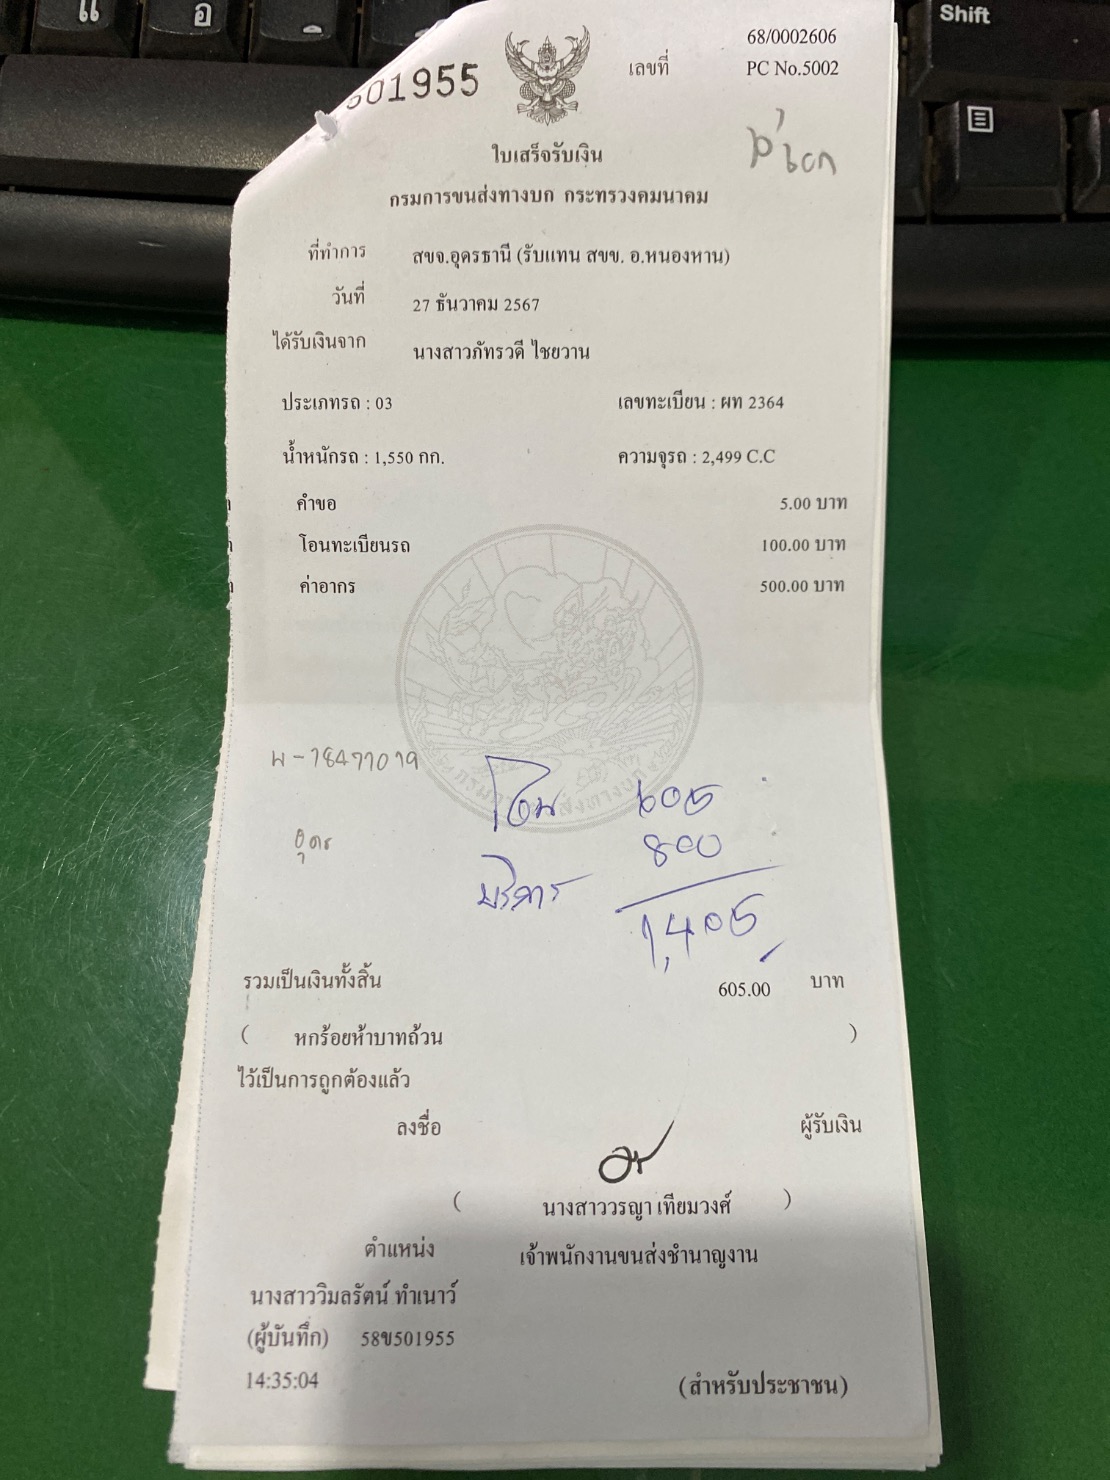 แ อ
Shift
501955
เลขที่ 68/0002606
PC No.5002
ใบเสร็จรับเงิน
กรมการขนส่งทางบก กระทรวงคมนาคม
ที่ทำการ สขจ.อุดรธานี (รับแทน สขข. อ.หนองหาน)
วันที่ 27 ธันวาคม 2567
ได้รับเงินจาก นางสาวภัทรวดี ไชยวาน
ประเภทรถ : 03 เลขทะเบียน : ผท 2364
น้ำหนักรถ : 1,550 กก. ความจุรถ : 2,499 C.C
คำขอ 5.00 บาท
โอนทะเบียนรถ 100.00 บาท
ค่าอากร 500.00 บาท
อุดร
โอน 605
บริการ 800
1,405
รวมเป็นเงินทั้งสิ้น 605.00 บาท
( หกร้อยห้าบาทถ้วน )
ไว้เป็นการถูกต้องแล้ว
ลงชื่อ ผู้รับเงิน
( นางสาววรญา เทียมวงศ์ )
ตำแหน่ง เจ้าพนักงานขนส่งชำนาญงาน
นางสาววิมลรัตน์ ทำเนาว์
(ผู้บันทึก) 58ข501955
14:35:04 (สำหรับประชาชน)